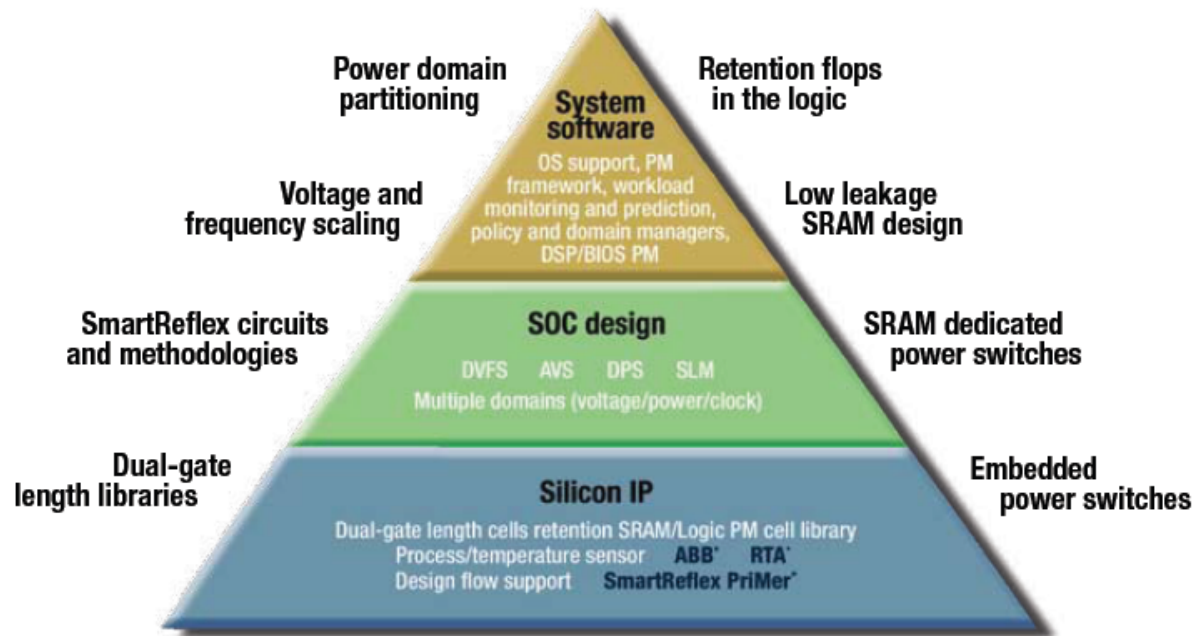 Power domain
partitioning
Retention flops
in the logic
System
software
OS support, PM
framework, workload
monitoring and prediction,
policy and domain managers,
DSP/BIOS PM
Voltage and
frequency scaling
Low leakage
SRAM design
SmartReflex circuits
and methodologies
SOC design
DVFS AVS DPS SLM
Multiple domains (voltage/power/clock)
SRAM dedicated
power switches
Dual-gate
length libraries
Silicon IP
Dual-gate length cells retention SRAM/Logic PM cell library
Process/temperature sensor ABB* RTA*
Design flow support SmartReflex PriMer*
Embedded
power switches